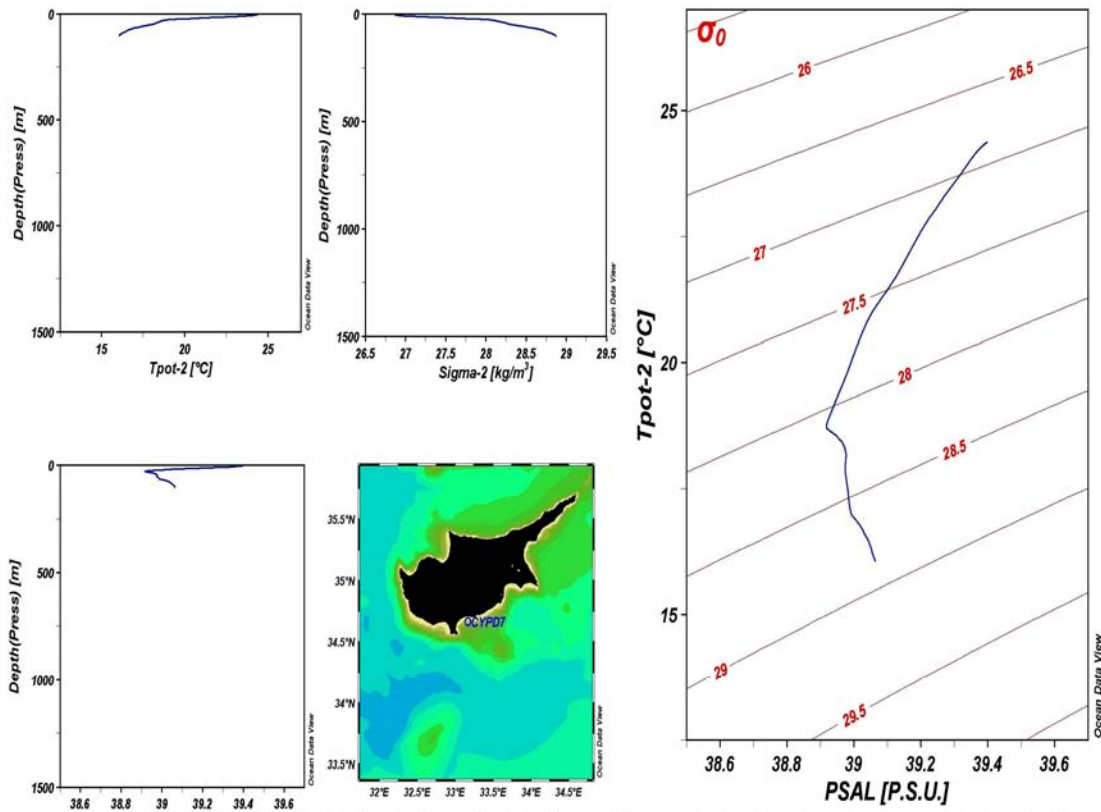 0
500
1000
1500
Depth(Press) [m]
15
20
25
Tpot-2 [°C]
Ocean Data View
0
500
1000
1500
Depth(Press) [m]
26.5
27
27.5
28
28.5
29
29.5
Sigma-2 [kg/m³]
Ocean Data View
σ₀
26
26.5
27
27.5
28
28.5
29
29.5
25
20
15
Tpot-2 [°C]
38.6
38.8
39
39.2
39.4
39.6
PSAL [P.S.U.]
Ocean Data View
0
500
1000
1500
Depth(Press) [m]
38.6
38.8
39
39.2
39.4
39.6
Ocean Data View
35.5°N
35°N
34.5°N
34°N
33.5°N
32°E
32.5°E
33°E
33.5°E
34°E
34.5°E
OCYPD7
Ocean Data View